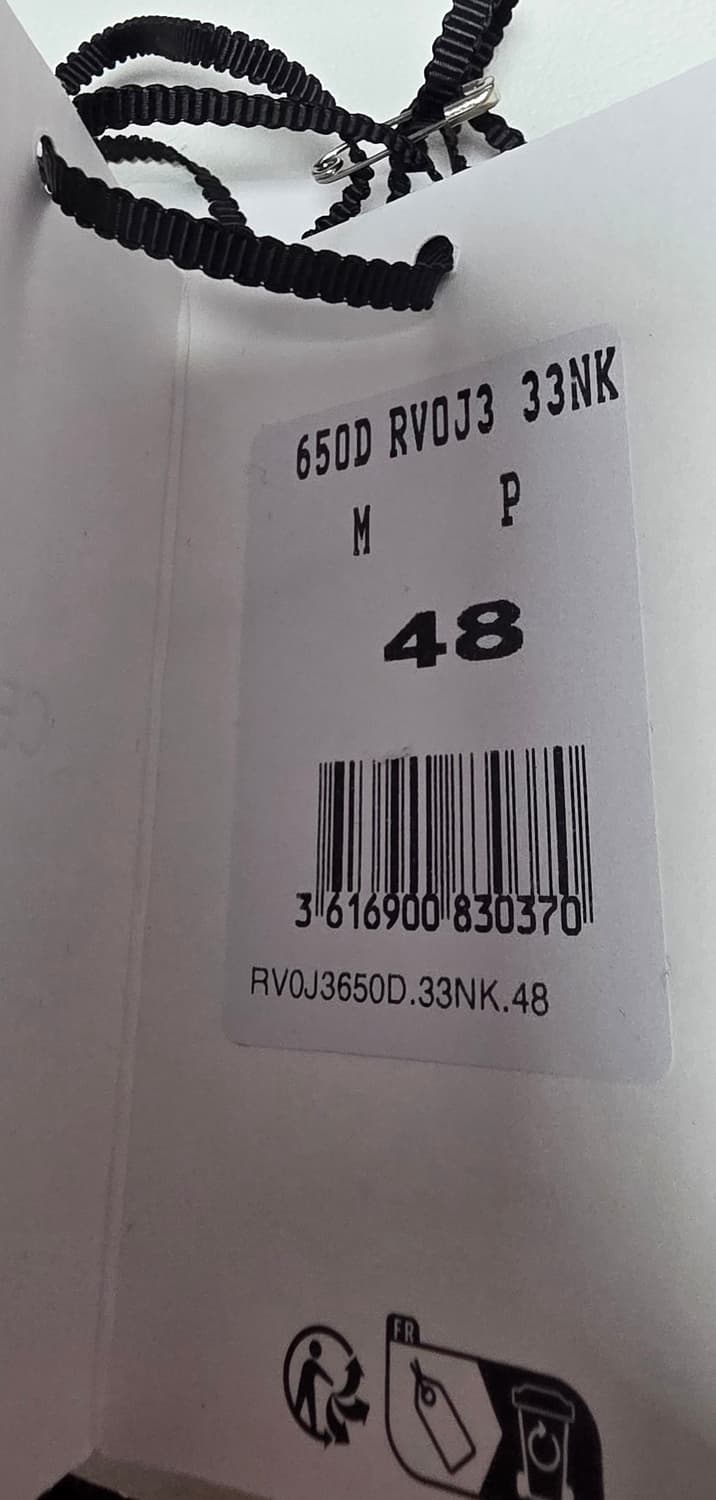 650D RV0J3 33NK
M P
48
3 616900 830370
RV0J3650D.33NK.48
FR